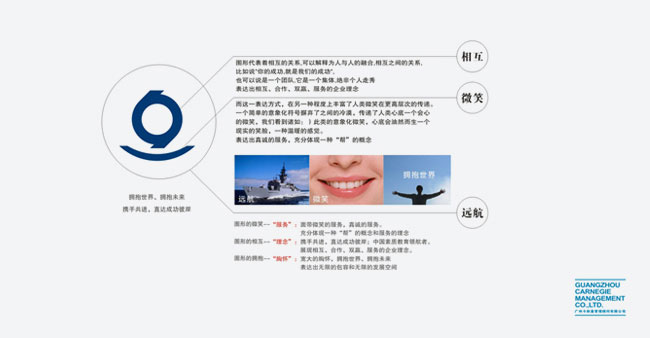 相互
图形代表着相互的关系,可以解释为人与人的融合,相互之间的关系,
比如说“你的成功,就是我们的成功”,
也可以说是一个团队,它是一个集体,绝非个人走秀
表达出相互、合作、双赢、服务的企业理念
微笑
而这一表达方式，在另一种程度上丰富了人类微笑在更高层次的传递。
一个简单的意象化符号摒弃了之间的冷漠，传递了人类心底一个会心
的微笑。我们看到诸如：）此类的意象化微笑，心底会油然而生一个
现实的笑脸，一种温暖的感觉。
表达出真诚的服务，充分体现一种“帮”的概念
远航
微笑
拥抱世界
拥抱世界、拥抱未来
携手共进，直达成功彼岸
远航
图形的微笑--“服务”：面带微笑的服务，真诚的服务。
充分体现一种“帮”的概念和服务的理念
图形的相互--“理念”：携手共进，直达成功彼岸；中国素质教育领航者。
展现相互、合作、双赢、服务的企业理念。
图形的拥抱--“胸怀”：宽大的胸怀，拥抱世界、拥抱未来
表达出无限的包容和无限的发展空间
GUANGZHOU
CARNEGIE
MANAGEMENT
CO.,LTD.